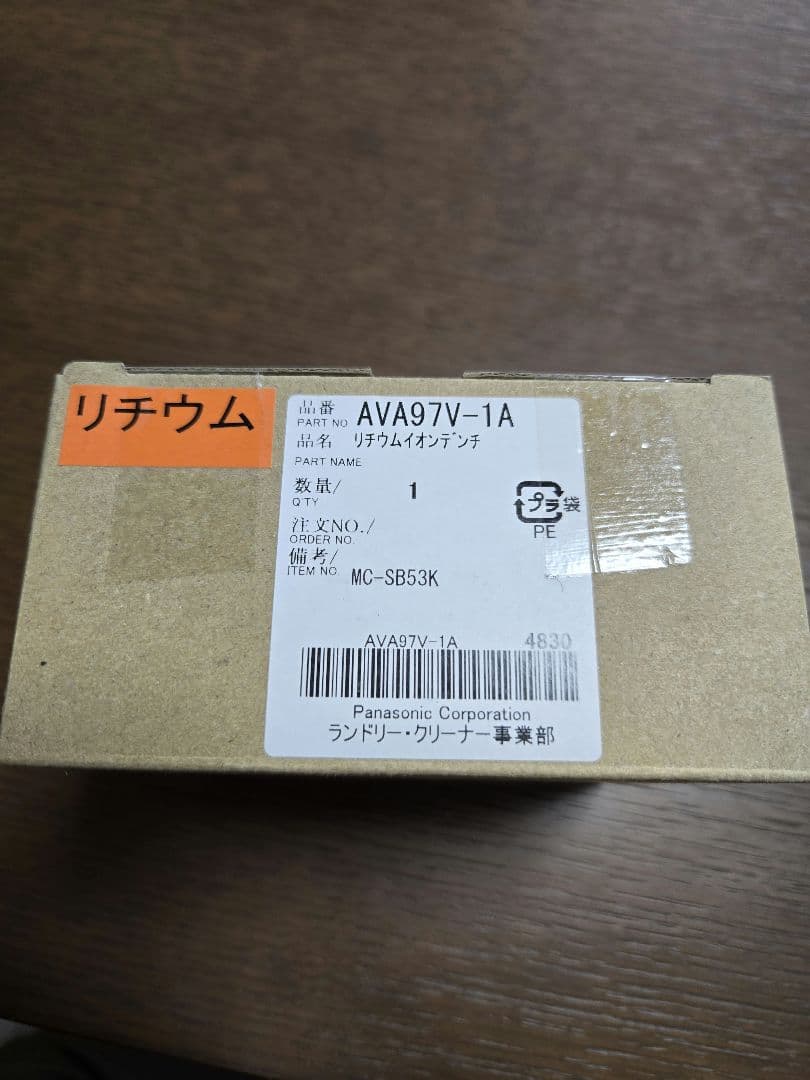 リチウム
品番 AVA97V-1A
PART NO.
品名 リチウムイオンデンチ
PART NAME
数量/ 1
Q'TY
プラ 袋
PE
注文NO./
ORDER NO.
備考/
ITEM NO. MC-SB53K
AVA97V-1A 4830
Panasonic Corporation
ランドリー・クリーナー事業部